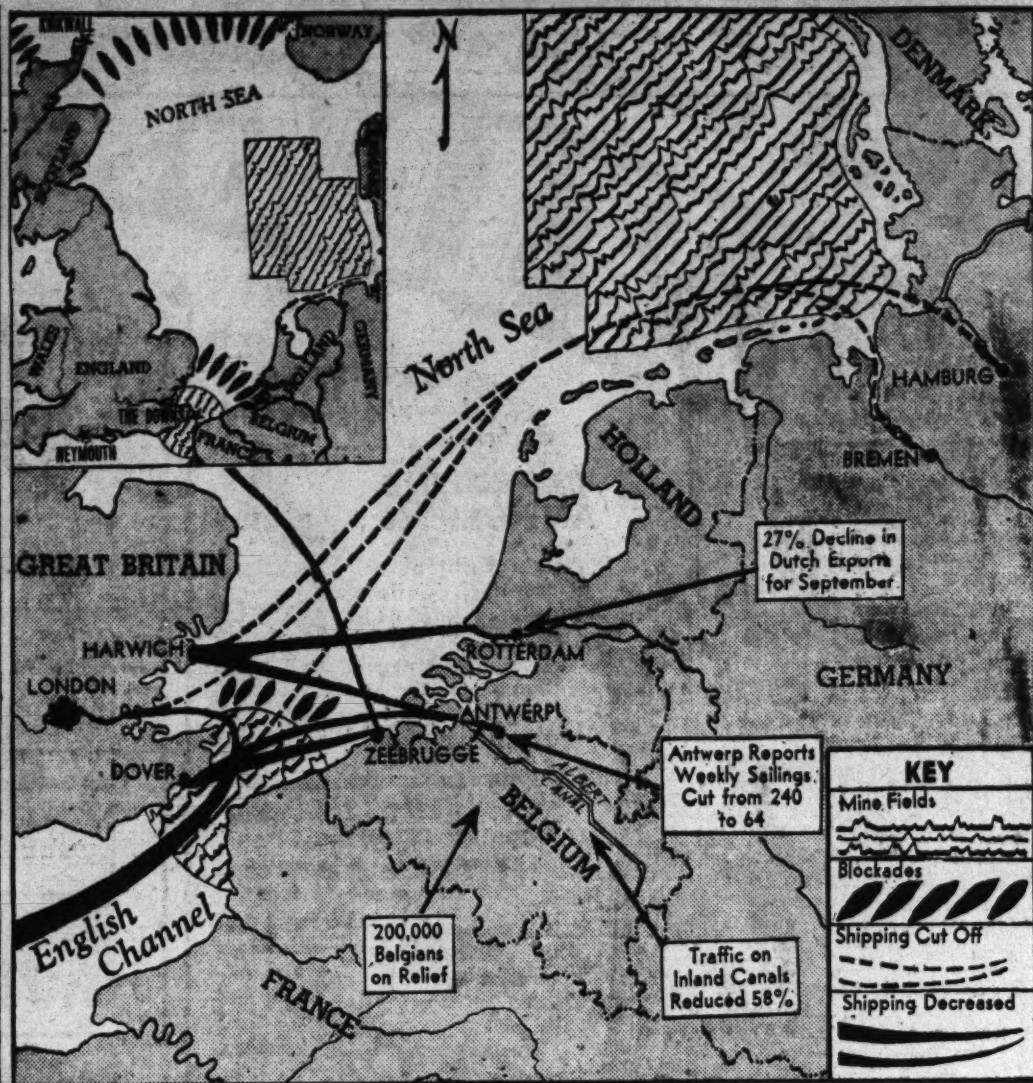 KIRKWALL
NORWAY
NORTH SEA
SCOTLAND
WALES
ENGLAND
HOLLAND
GERMANY
THE DOWNS
BELGIUM
FRANCE
WEYMOUTH
N
DENMARK
North Sea
HAMBURG
BREMEN
HOLLAND
27% Decline in
Dutch Exports
for September
GREAT BRITAIN
HARWICH
ROTTERDAM
GERMANY
LONDON
ANTWERP
DOVER
ZEEBRUGGE
ALBERT
CANAL
Antwerp Reports
Weekly Sailings
Cut from 240
to 64
BELGIUM
English
Channel
200,000
Belgians
on Relief
Traffic on
Inland Canals
Reduced 58%
FRANCE
KEY
Mine Fields
Blockades
Shipping Cut Off
Shipping Decreased